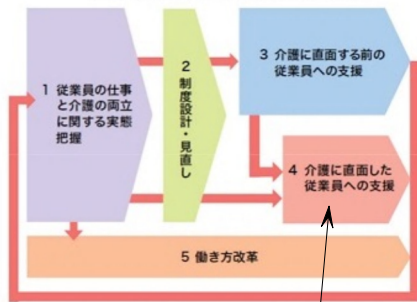 1 従業員の仕事
と介護の両立
に関する実態
把握
2 制度設計・見直し
3 介護に直面する前の
従業員への支援
4 介護に直面した
従業員への支援
5 働き方改革